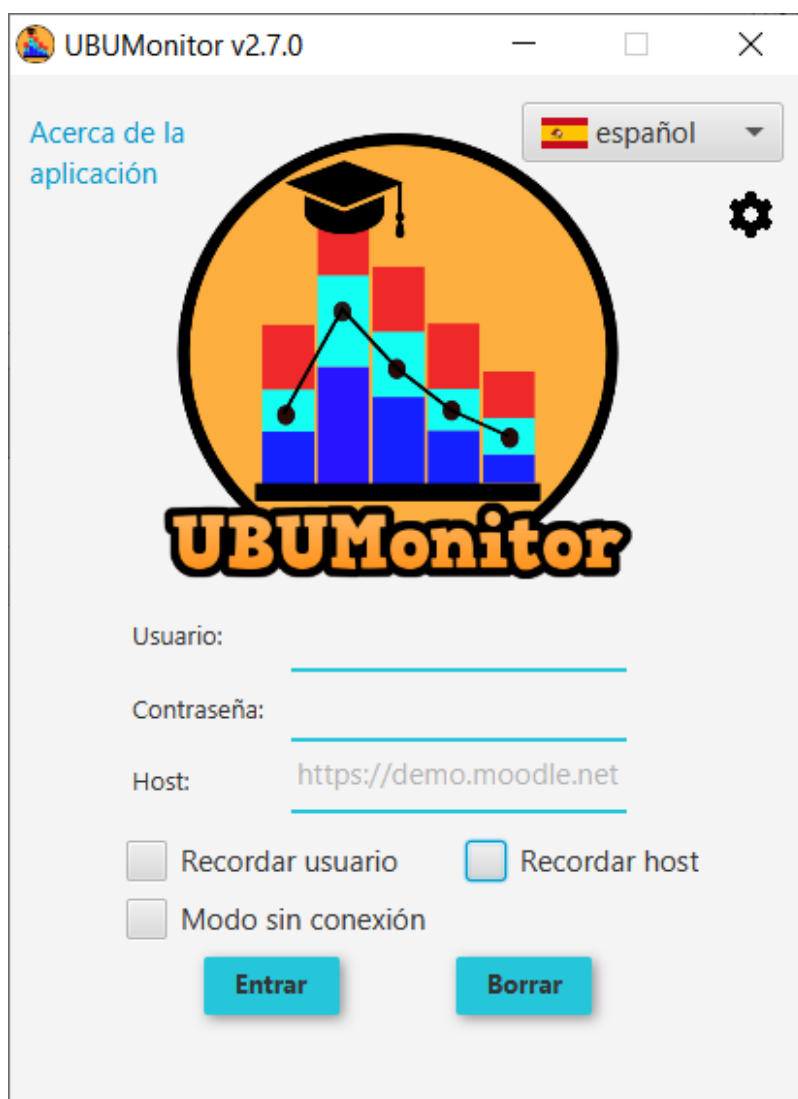 UBUMonitor v2.7.0
Acerca de la
aplicación
español
UBUMonitor
Usuario:
Contraseña:
Host:
https://demo.moodle.net
Recordar usuario
Recordar host
Modo sin conexión
Entrar
Borrar